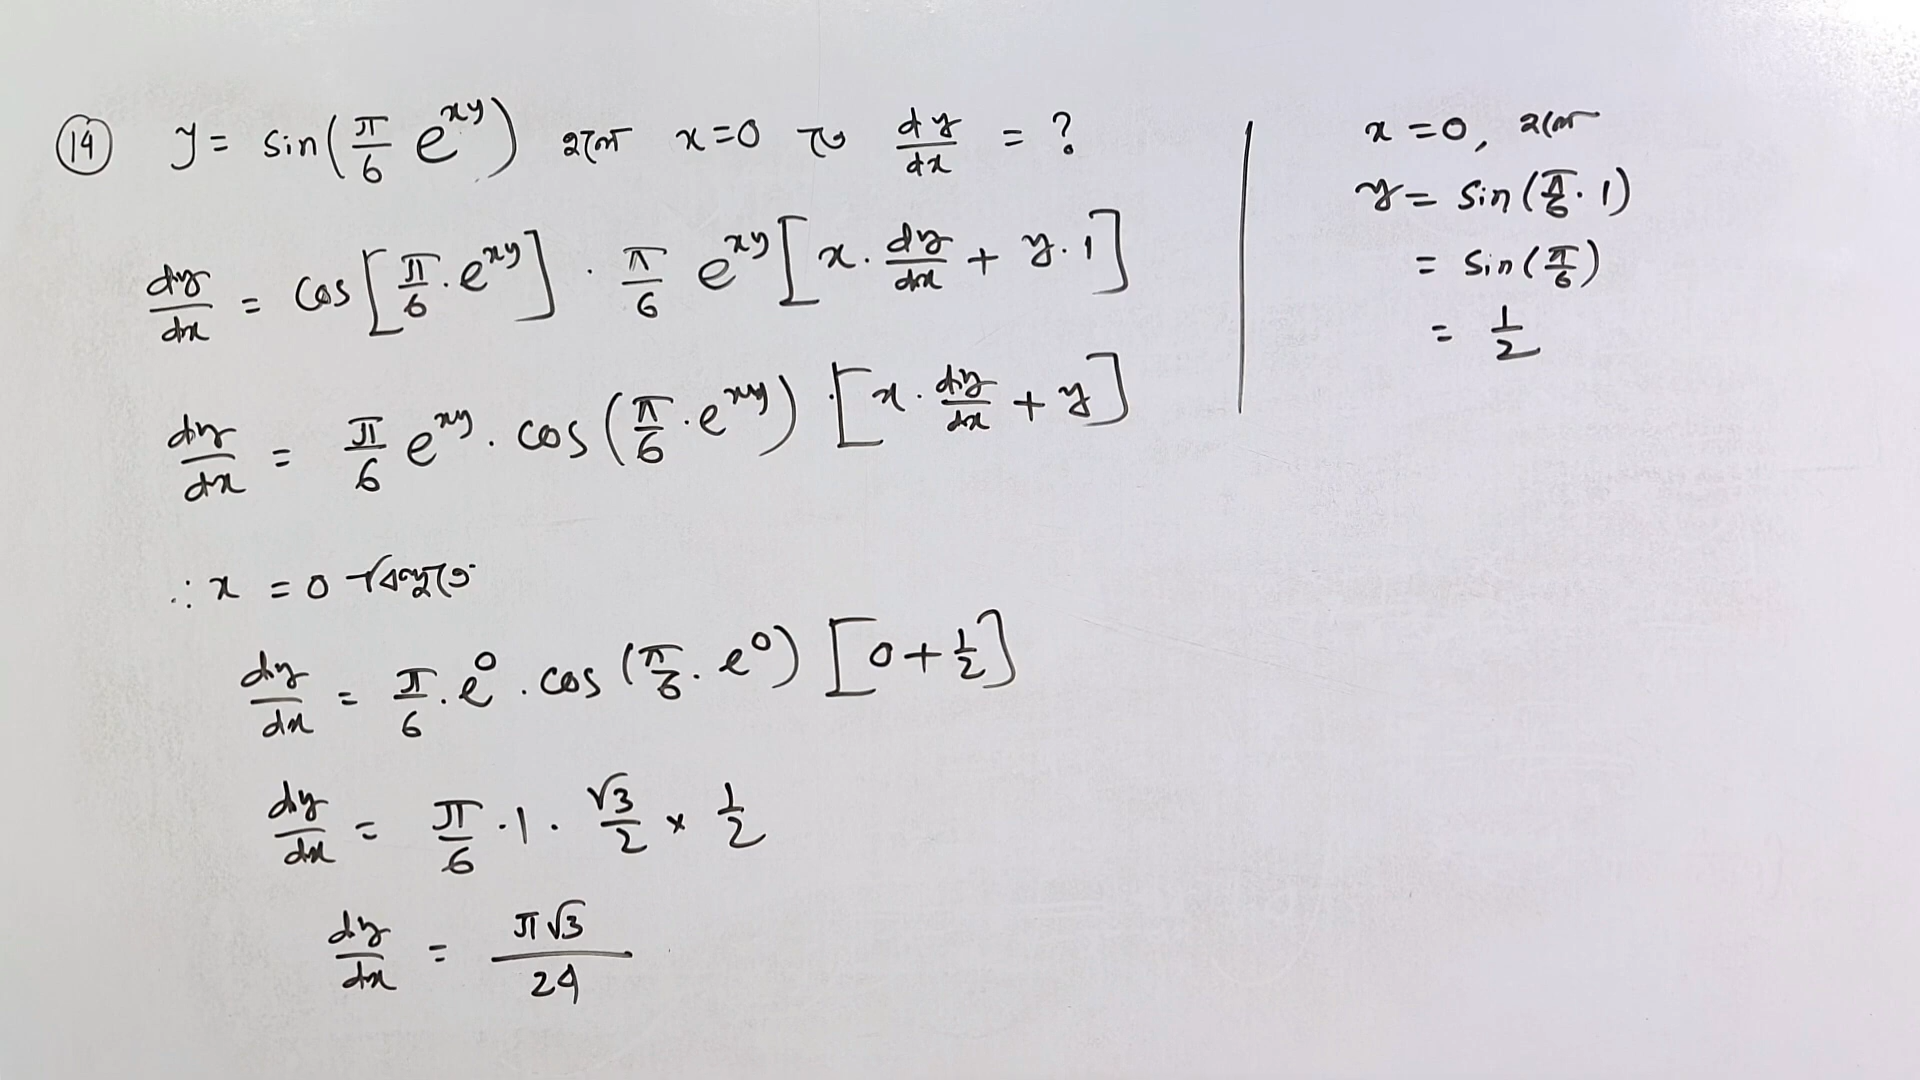 (14) y = sin(π/6 e^xy) হলে x=0 তে dy/dx = ?
dy/dx = cos[π/6 . e^xy] . π/6 e^xy [x . dy/dx + y . 1]
dy/dx = π/6 e^xy . cos(π/6 . e^xy) . [x . dy/dx + y]
∴ x = 0 বিন্দুতে
dy/dx = π/6 . e^0 . cos(π/6 . e^0) [0 + 1/2]
dy/dx = π/6 . 1 . √3/2 × 1/2
dy/dx = π√3/24
x = 0, হলে
y = sin(π/6 . 1)
= sin(π/6)
= 1/2